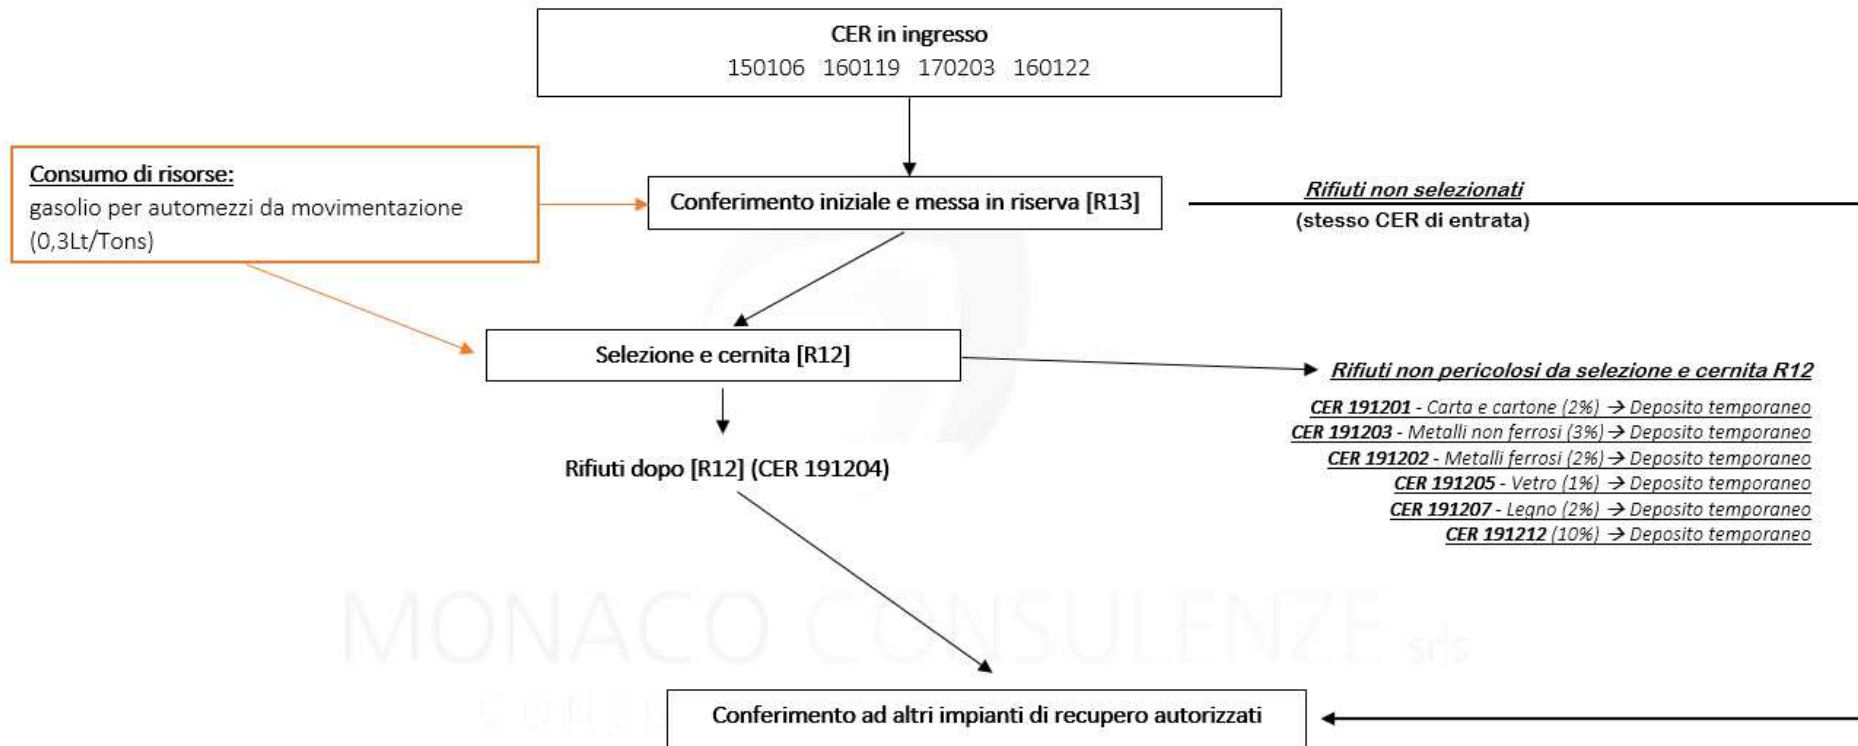 CER in ingresso
150106 160119 170203 160122
Consumo di risorse:
gasolio per automezzi da movimentazione
(0,3Lt/Tons)
Conferimento iniziale e messa in riserva [R13]
Rifiuti non selezionati
(stesso CER di entrata)
Selezione e cernita [R12]
Rifiuti non pericolosi da selezione e cernita R12
CER 191201 - Carta e cartone (2%) → Deposito temporaneo
CER 191203 - Metalli non ferrosi (3%) → Deposito temporaneo
CER 191202 - Metalli ferrosi (2%) → Deposito temporaneo
CER 191205 - Vetro (1%) → Deposito temporaneo
CER 191207 - Legno (2%) → Deposito temporaneo
CER 191212 (10%) → Deposito temporaneo
Rifiuti dopo [R12] (CER 191204)
MONACO CONSULENZE srls
Conferimento ad altri impianti di recupero autorizzati